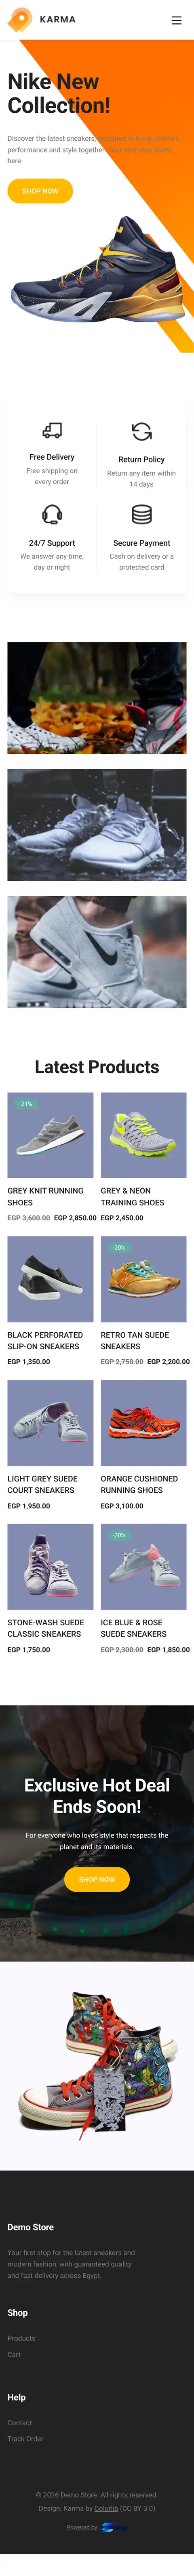 KARMA
Nike New
Collection!
Discover the latest sneakers, designed to bring comfort,
performance and style together. Your next step starts
here.
SHOP NOW
Free Delivery
Free shipping on
every order
Return Policy
Return any item within
14 days
24/7 Support
We answer any time,
day or night
Secure Payment
Cash on delivery or a
protected card
Latest Products
-21%
GREY KNIT RUNNING
SHOES
EGP 3,600.00 EGP 2,850.00
GREY & NEON
TRAINING SHOES
EGP 2,450.00
BLACK PERFORATED
SLIP-ON SNEAKERS
EGP 1,350.00
-20%
RETRO TAN SUEDE
SNEAKERS
EGP 2,750.00 EGP 2,200.00
LIGHT GREY SUEDE
COURT SNEAKERS
EGP 1,950.00
ORANGE CUSHIONED
RUNNING SHOES
EGP 3,100.00
STONE-WASH SUEDE
CLASSIC SNEAKERS
EGP 1,750.00
-20%
ICE BLUE & ROSE
SUEDE SNEAKERS
EGP 2,300.00 EGP 1,850.00
Exclusive Hot Deal
Ends Soon!
For everyone who loves style that respects the
planet and its materials.
SHOP NOW
Demo Store
Your first stop for the latest sneakers and
modern fashion, with guaranteed quality
and fast delivery across Egypt.
Shop
Products
Cart
Help
Contact
Track Order
© 2026 Demo Store. All rights reserved.
Design: Karma by Colorlib (CC BY 3.0)
Powered by